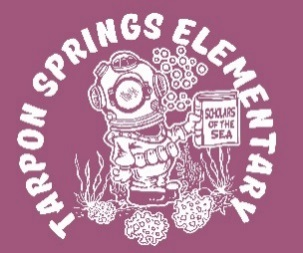 TARPON SPRINGS ELEMENTARY
SCHOLARS
OF THE
SEA